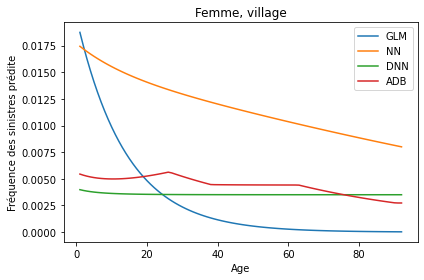 Femme, village
Fréquence des sinistres prédite
0.0175
0.0150
0.0125
0.0100
0.0075
0.0050
0.0025
0.0000
GLM
NN
DNN
ADB
0 20 40 60 80
Age